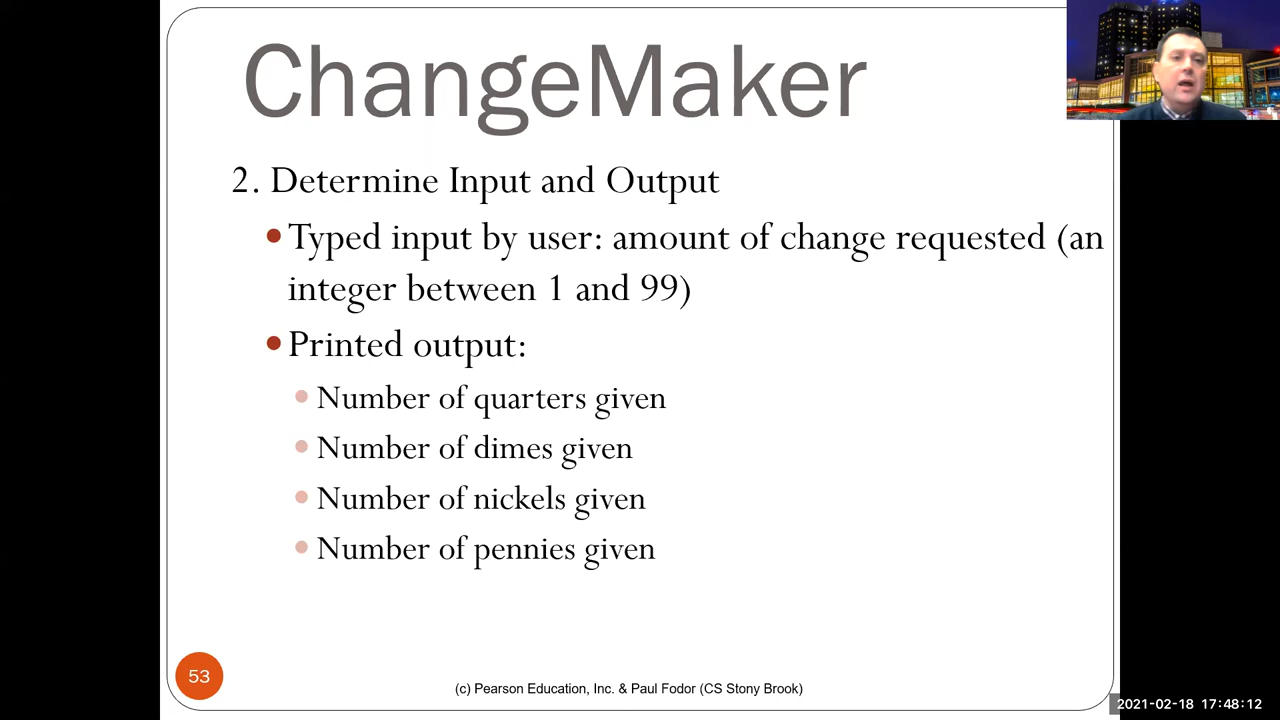 ChangeMaker
2. Determine Input and Output
Typed input by user: amount of change requested (an
integer between 1 and 99)
Printed output:
Number of quarters given
Number of dimes given
Number of nickels given
Number of pennies given
53
(c) Pearson Education, Inc. & Paul Fodor (CS Stony Brook)
2021-02-18 17:48:12